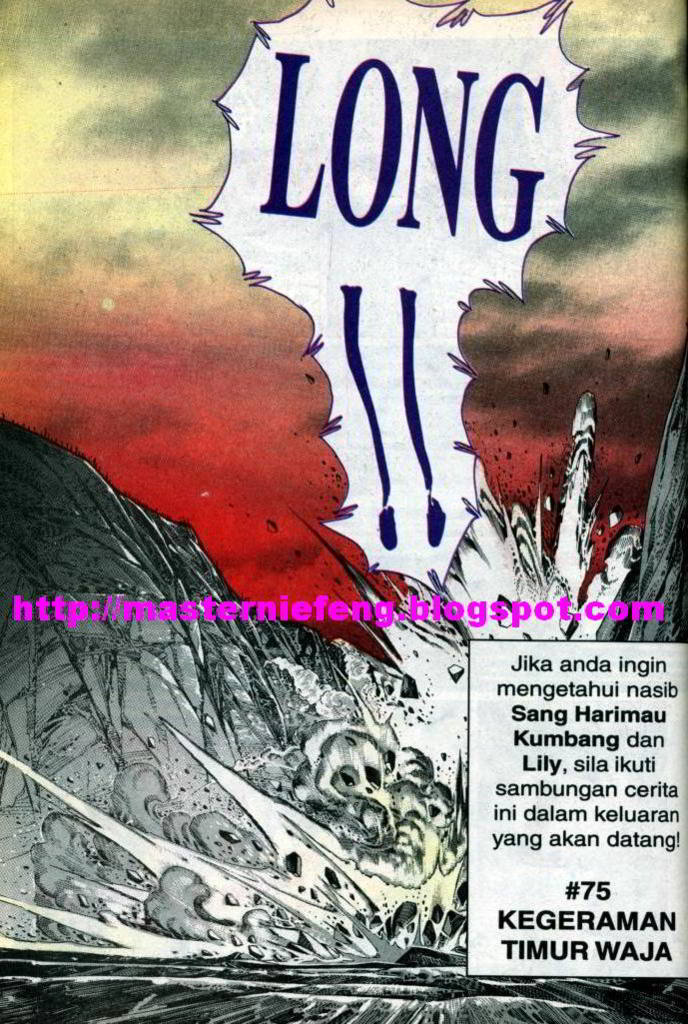 LONG
!!
http://masterniefeng.blogspot.com
Jika anda ingin
mengetahui nasib
Sang Harimau
Kumbang dan
Lily, sila ikuti
sambungan cerita
ini dalam keluaran
yang akan datang!
#75
KEGERAMAN
TIMUR WAJA